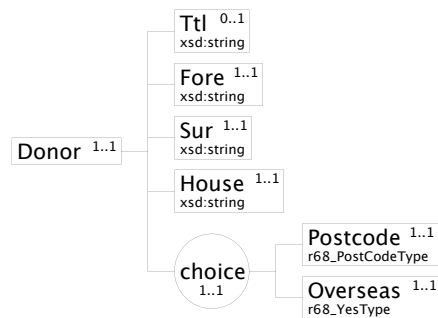 Ttl 0..1
xsd:string
Fore 1..1
xsd:string
Sur 1..1
xsd:string
Donor 1..1
House 1..1
xsd:string
choice
1..1
Postcode 1..1
r68_PostCodeType
Overseas 1..1
r68_YesType